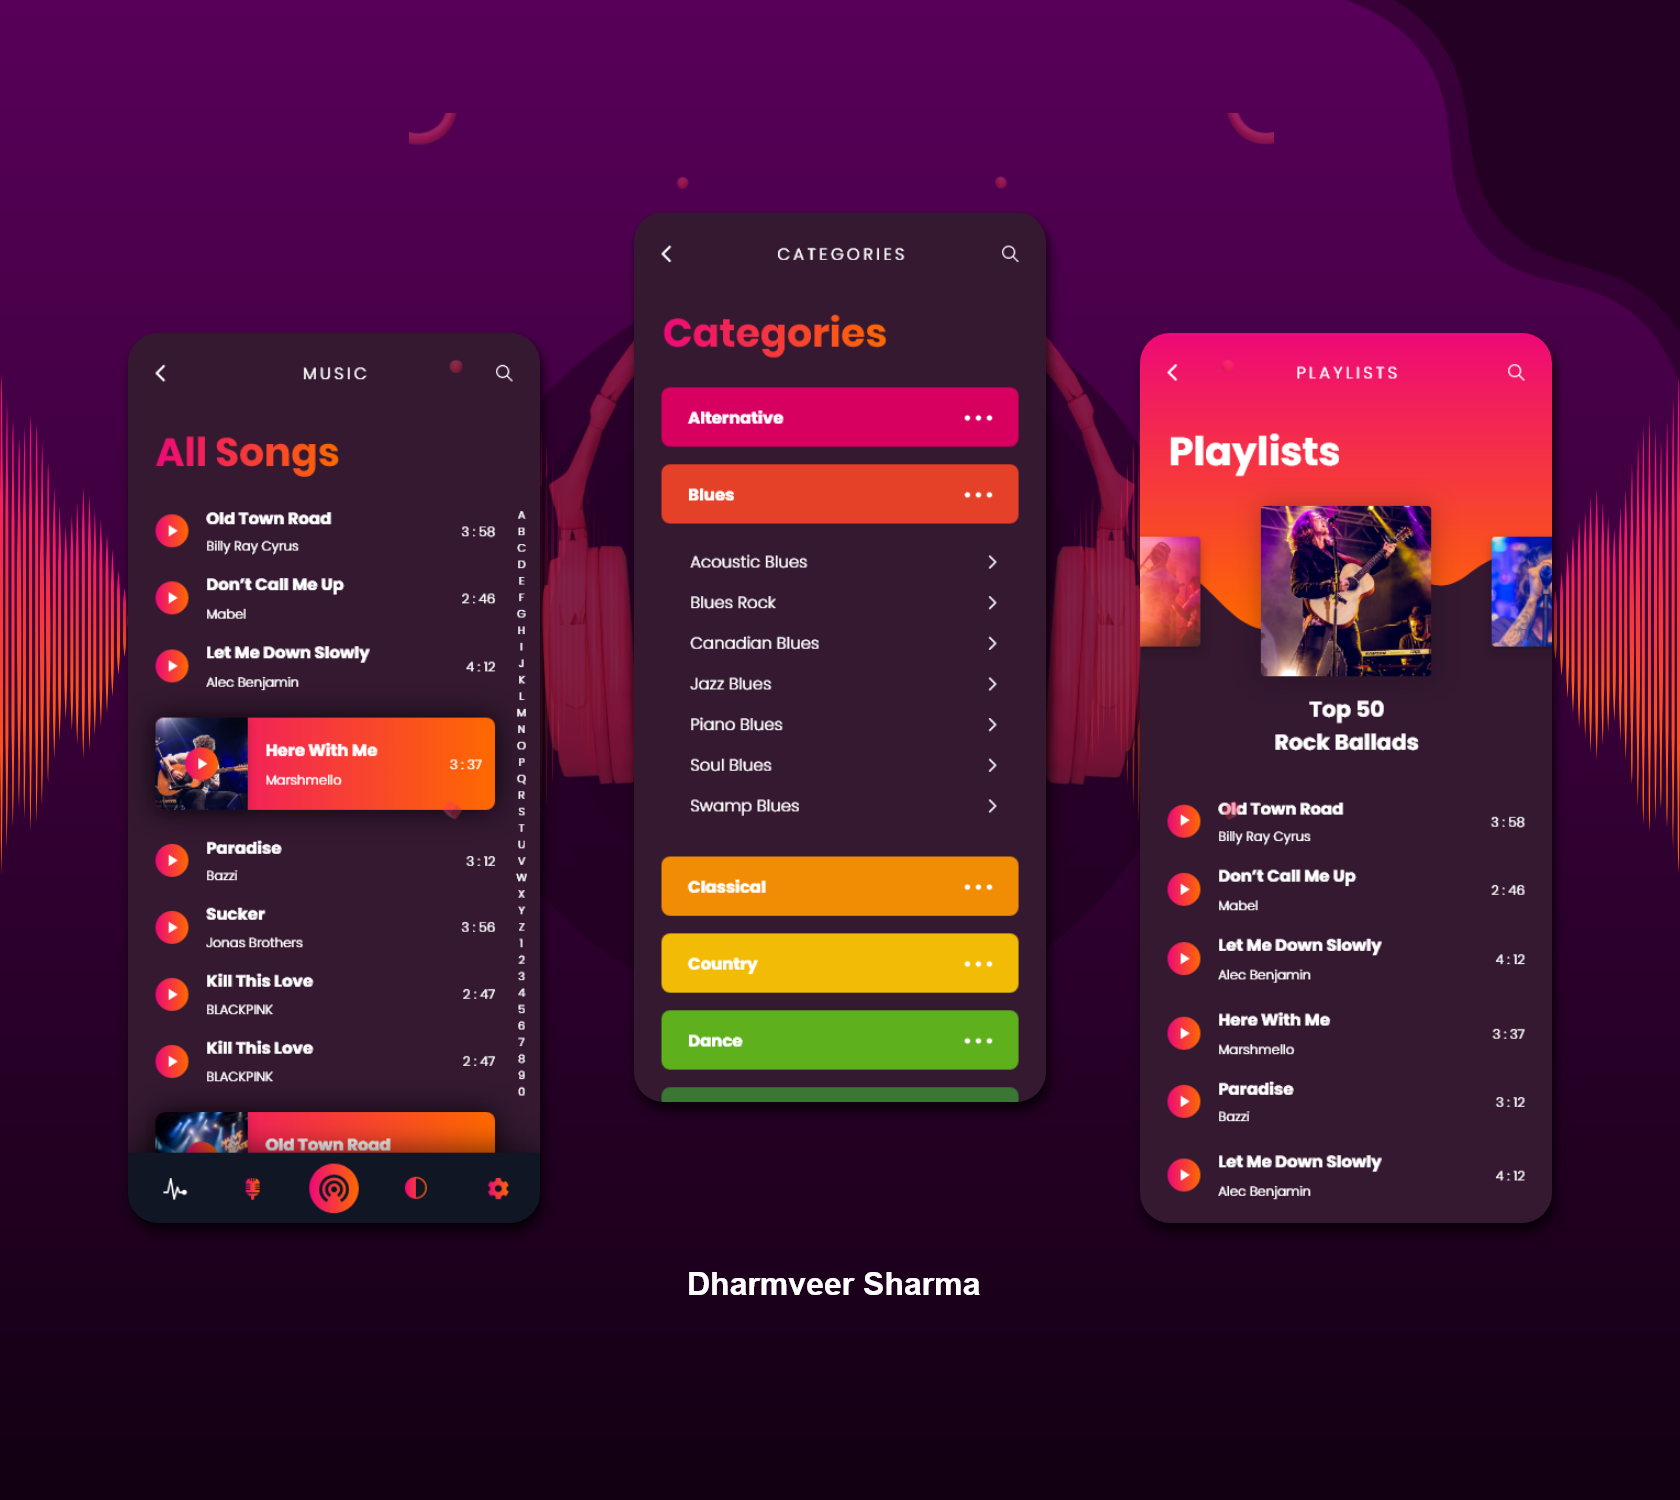 MUSIC
All Songs
Old Town Road
Billy Ray Cyrus
3:58
Don't Call Me Up
Mabel
2:46
Let Me Down Slowly
Alec Benjamin
4:12
Here With Me
Marshmello
3:37
Paradise
Bazzi
3:12
Sucker
Jonas Brothers
3:56
Kill This Love
BLACKPINK
2:47
Kill This Love
BLACKPINK
2:47
Old Town Road
A
B
C
D
E
F
G
H
I
J
K
L
M
N
O
P
Q
R
S
T
U
V
W
X
Y
Z
1
2
3
4
5
6
7
8
9
0
CATEGORIES
Categories
Alternative
Blues
Acoustic Blues
Blues Rock
Canadian Blues
Jazz Blues
Piano Blues
Soul Blues
Swamp Blues
Classical
Country
Dance
PLAYLISTS
Playlists
Top 50
Rock Ballads
Old Town Road
Billy Ray Cyrus
3:58
Don't Call Me Up
Mabel
2:46
Let Me Down Slowly
Alec Benjamin
4:12
Here With Me
Marshmello
3:37
Paradise
Bazzi
3:12
Let Me Down Slowly
Alec Benjamin
4:12
Dharmveer Sharma